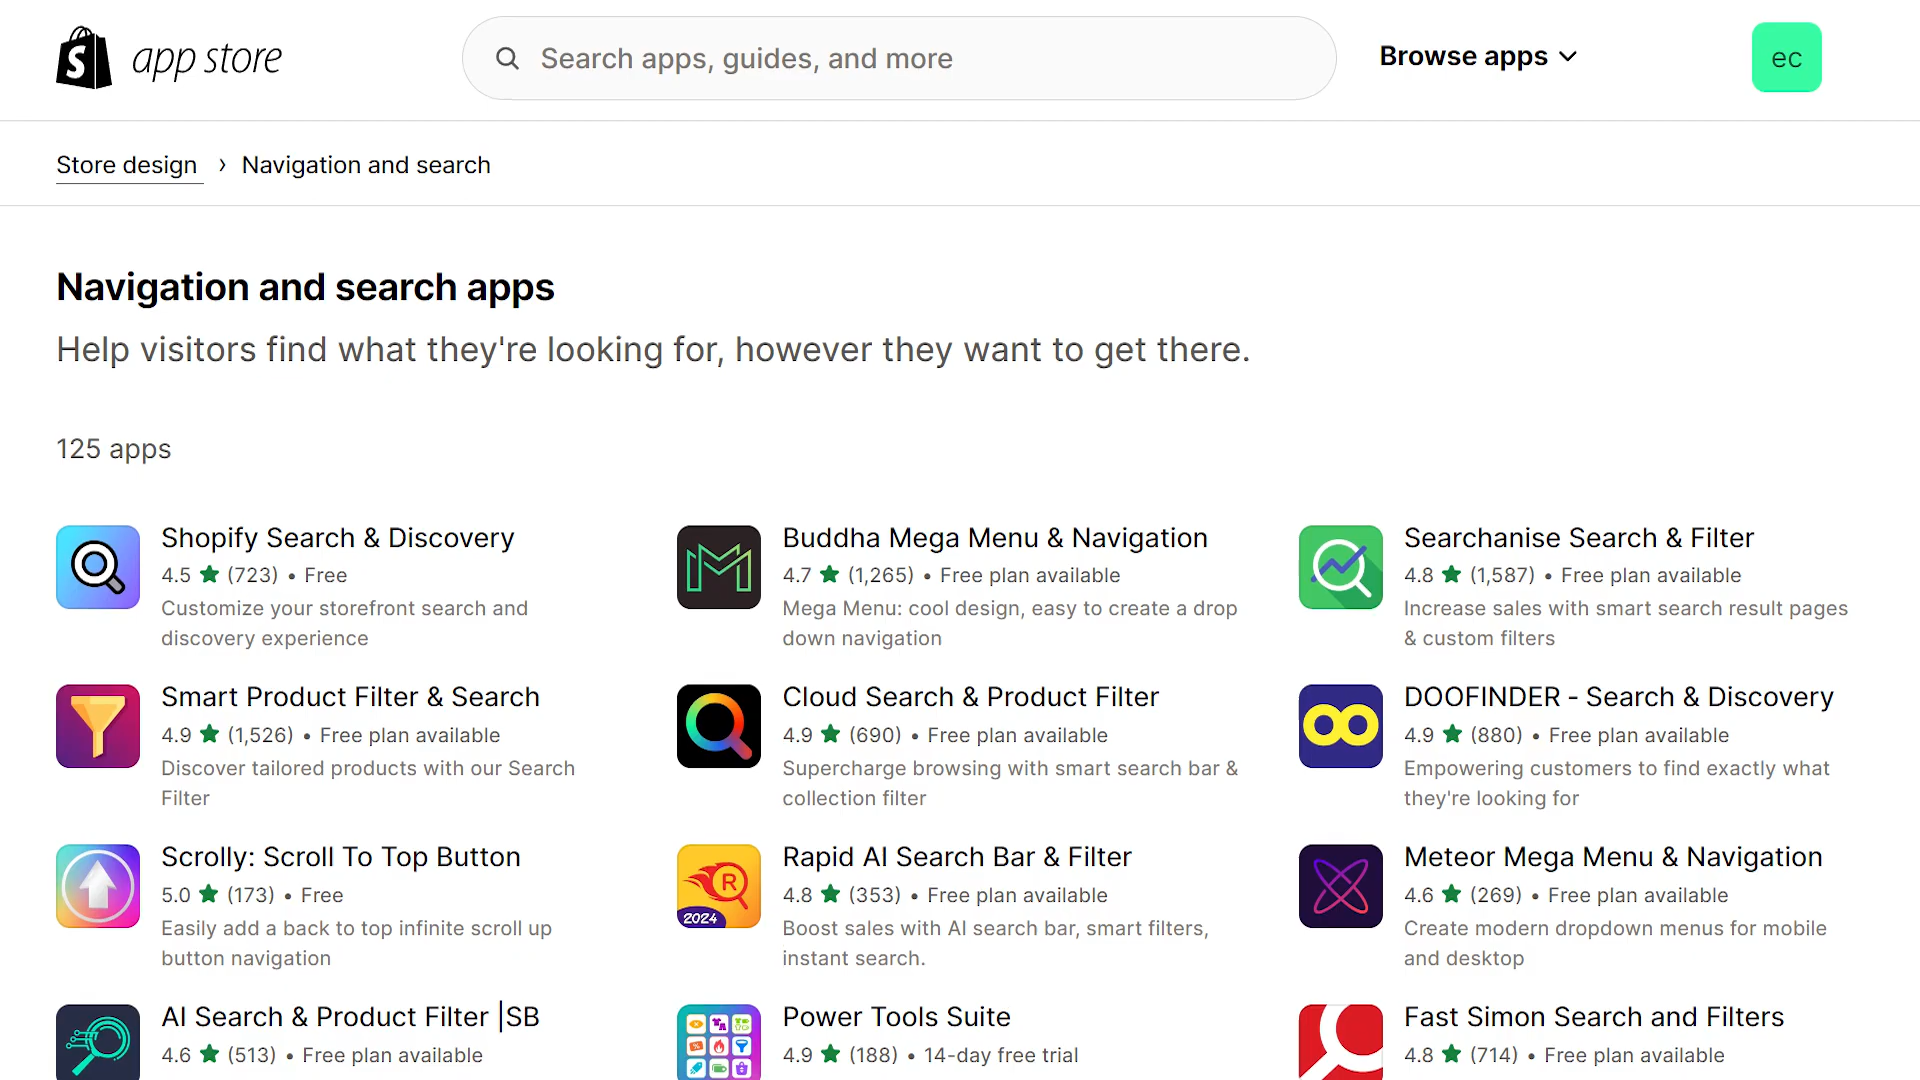 app store
Search apps, guides, and more
Browse apps
ec
Store design › Navigation and search
Navigation and search apps
Help visitors find what they're looking for, however they want to get there.
125 apps
Shopify Search & Discovery
4.5 ★ (723) • Free
Customize your storefront search and
discovery experience
Buddha Mega Menu & Navigation
4.7 ★ (1,265) • Free plan available
Mega Menu: cool design, easy to create a drop
down navigation
Searchanise Search & Filter
4.8 ★ (1,587) • Free plan available
Increase sales with smart search result pages
& custom filters
Smart Product Filter & Search
4.9 ★ (1,526) • Free plan available
Discover tailored products with our Search
Filter
Cloud Search & Product Filter
4.9 ★ (690) • Free plan available
Supercharge browsing with smart search bar &
collection filter
DOOFINDER - Search & Discovery
4.9 ★ (880) • Free plan available
Empowering customers to find exactly what
they're looking for
Scrolly: Scroll To Top Button
5.0 ★ (173) • Free
Easily add a back to top infinite scroll up
button navigation
R
2024
Rapid AI Search Bar & Filter
4.8 ★ (353) • Free plan available
Boost sales with AI search bar, smart filters,
instant search.
Meteor Mega Menu & Navigation
4.6 ★ (269) • Free plan available
Create modern dropdown menus for mobile
and desktop
AI Search & Product Filter |SB
4.6 ★ (513) • Free plan available
Power Tools Suite
4.9 ★ (188) • 14-day free trial
Fast Simon Search and Filters
4.8 ★ (714) • Free plan available